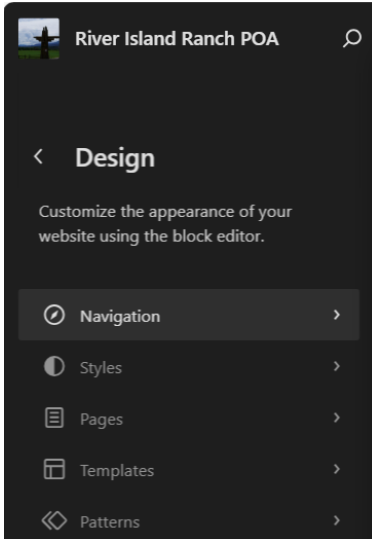 River Island Ranch POA
Design
Customize the appearance of your
website using the block editor.
Navigation
Styles
Pages
Templates
Patterns